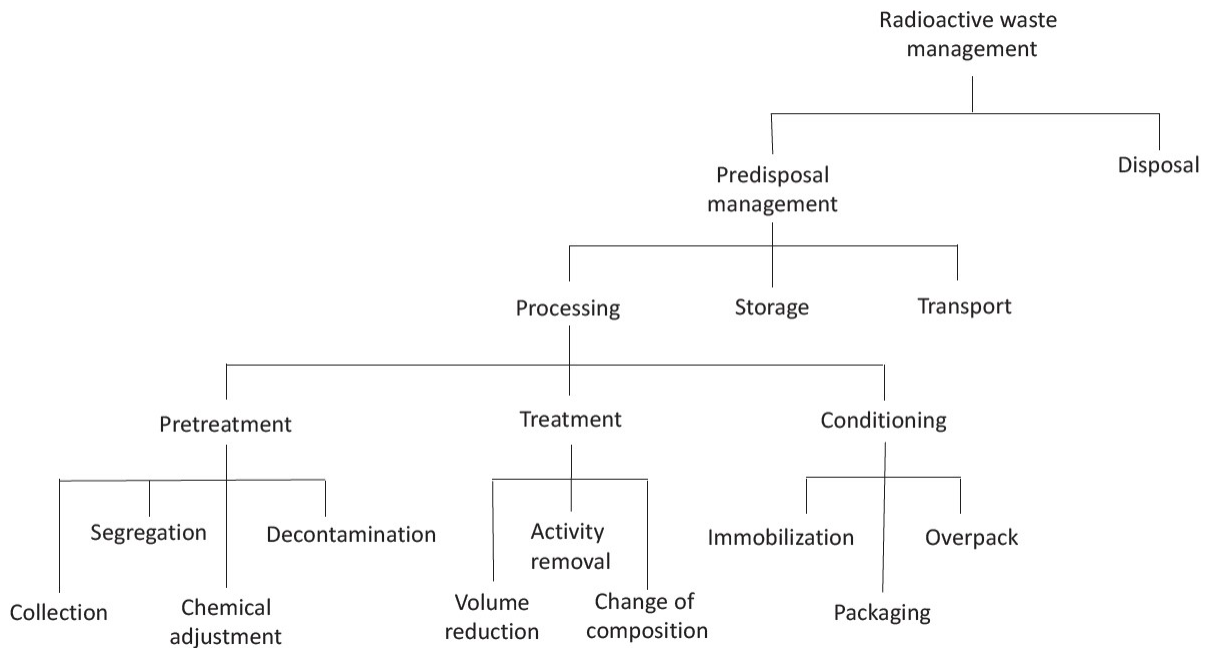 Radioactive waste
management
Predisposal
management
Disposal
Processing
Storage
Transport
Pretreatment
Treatment
Conditioning
Collection
Segregation
Chemical
adjustment
Decontamination
Volume
reduction
Activity
removal
Change of
composition
Immobilization
Packaging
Overpack